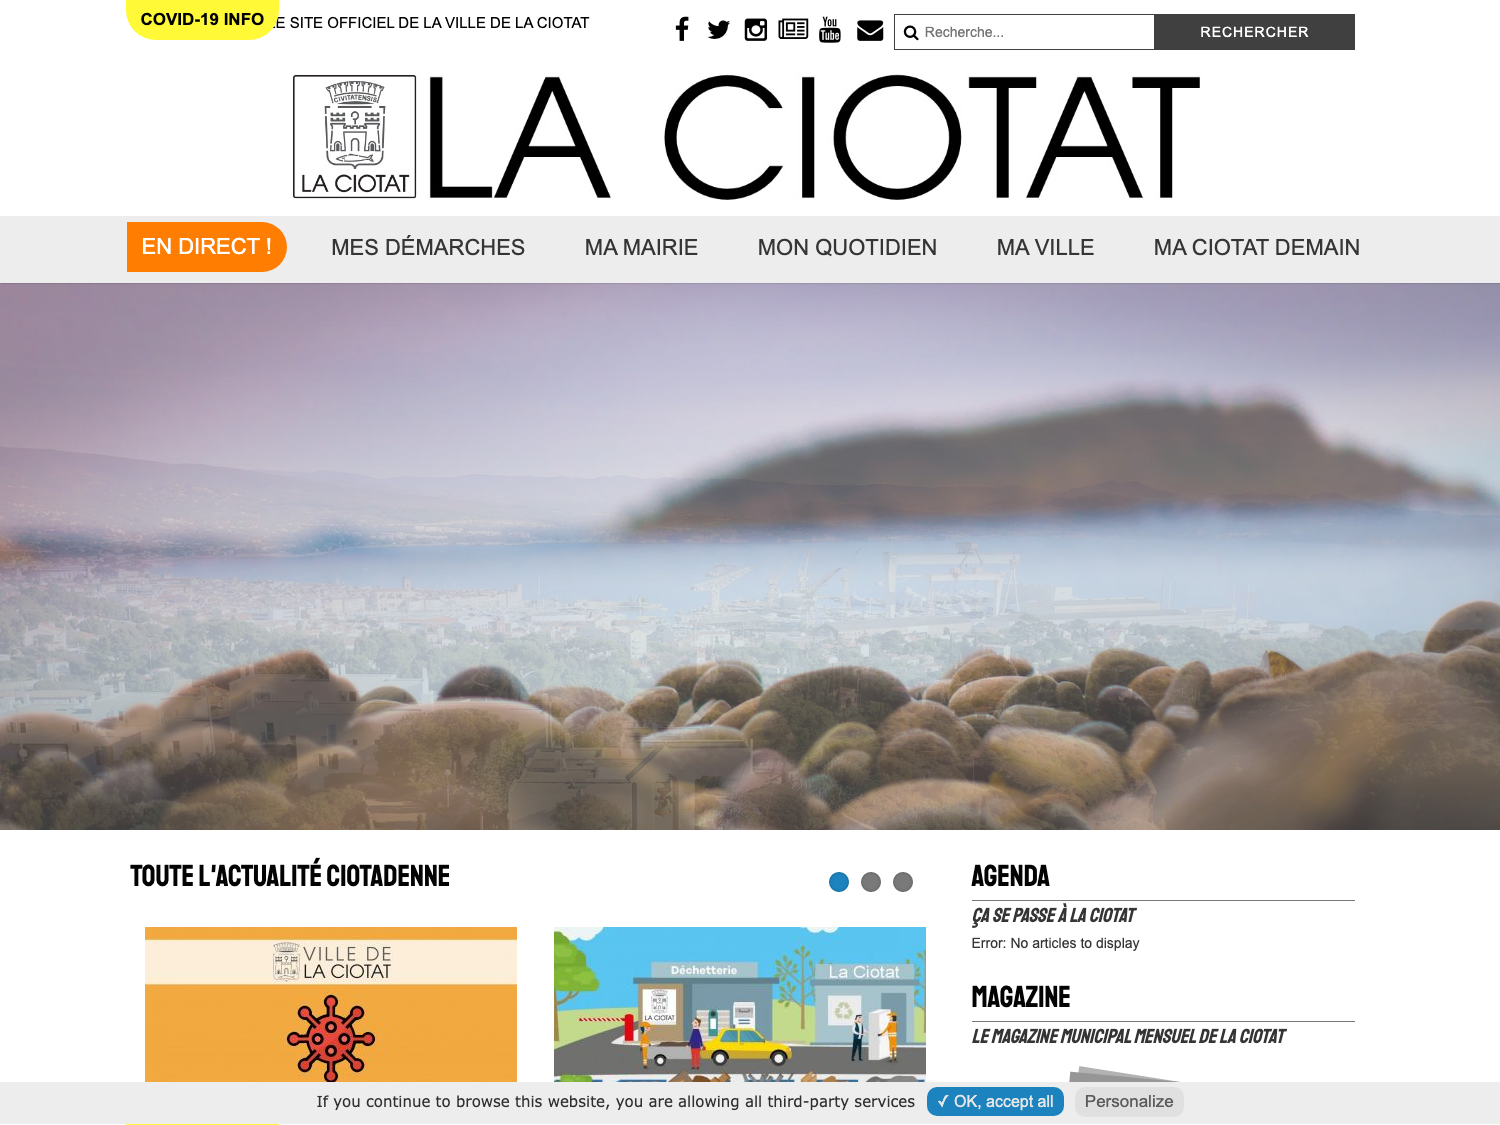 COVID-19 INFO
E SITE OFFICIEL DE LA VILLE DE LA CIOTAT
You Tube
Recherche...
RECHERCHER
CIVITATENSIS
LA CIOTAT
LA CIOTAT
EN DIRECT !
MES DÉMARCHES
MA MAIRIE
MON QUOTIDIEN
MA VILLE
MA CIOTAT DEMAIN
TOUTE L'ACTUALITÉ CIOTADENNE
VILLE DE
LA CIOTAT
Déchetterie
La Ciotat
LA CIOTAT
AGENDA
ÇA SE PASSE À LA CIOTAT
Error: No articles to display
MAGAZINE
LE MAGAZINE MUNICIPAL MENSUEL DE LA CIOTAT
If you continue to browse this website, you are allowing all third-party services
✓ OK, accept all
Personalize